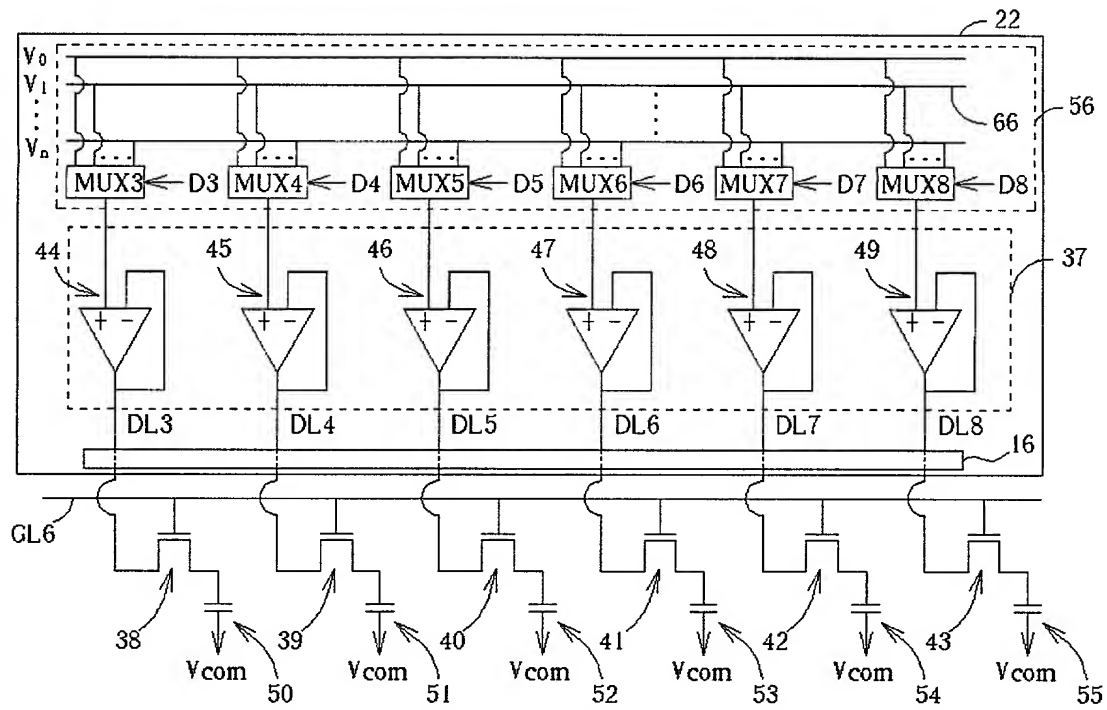 22
V0
V1
Vn
66
56
MUX3 D3 MUX4 D4 MUX5 D5 MUX6 D6 MUX7 D7 MUX8 D8
44 45 46 47 48 49 37
+ - + - + - + - + - + -
DL3 DL4 DL5 DL6 DL7 DL8
16
GL6
38 39 40 41 42 43
Vcom Vcom Vcom Vcom Vcom Vcom
50 51 52 53 54 55